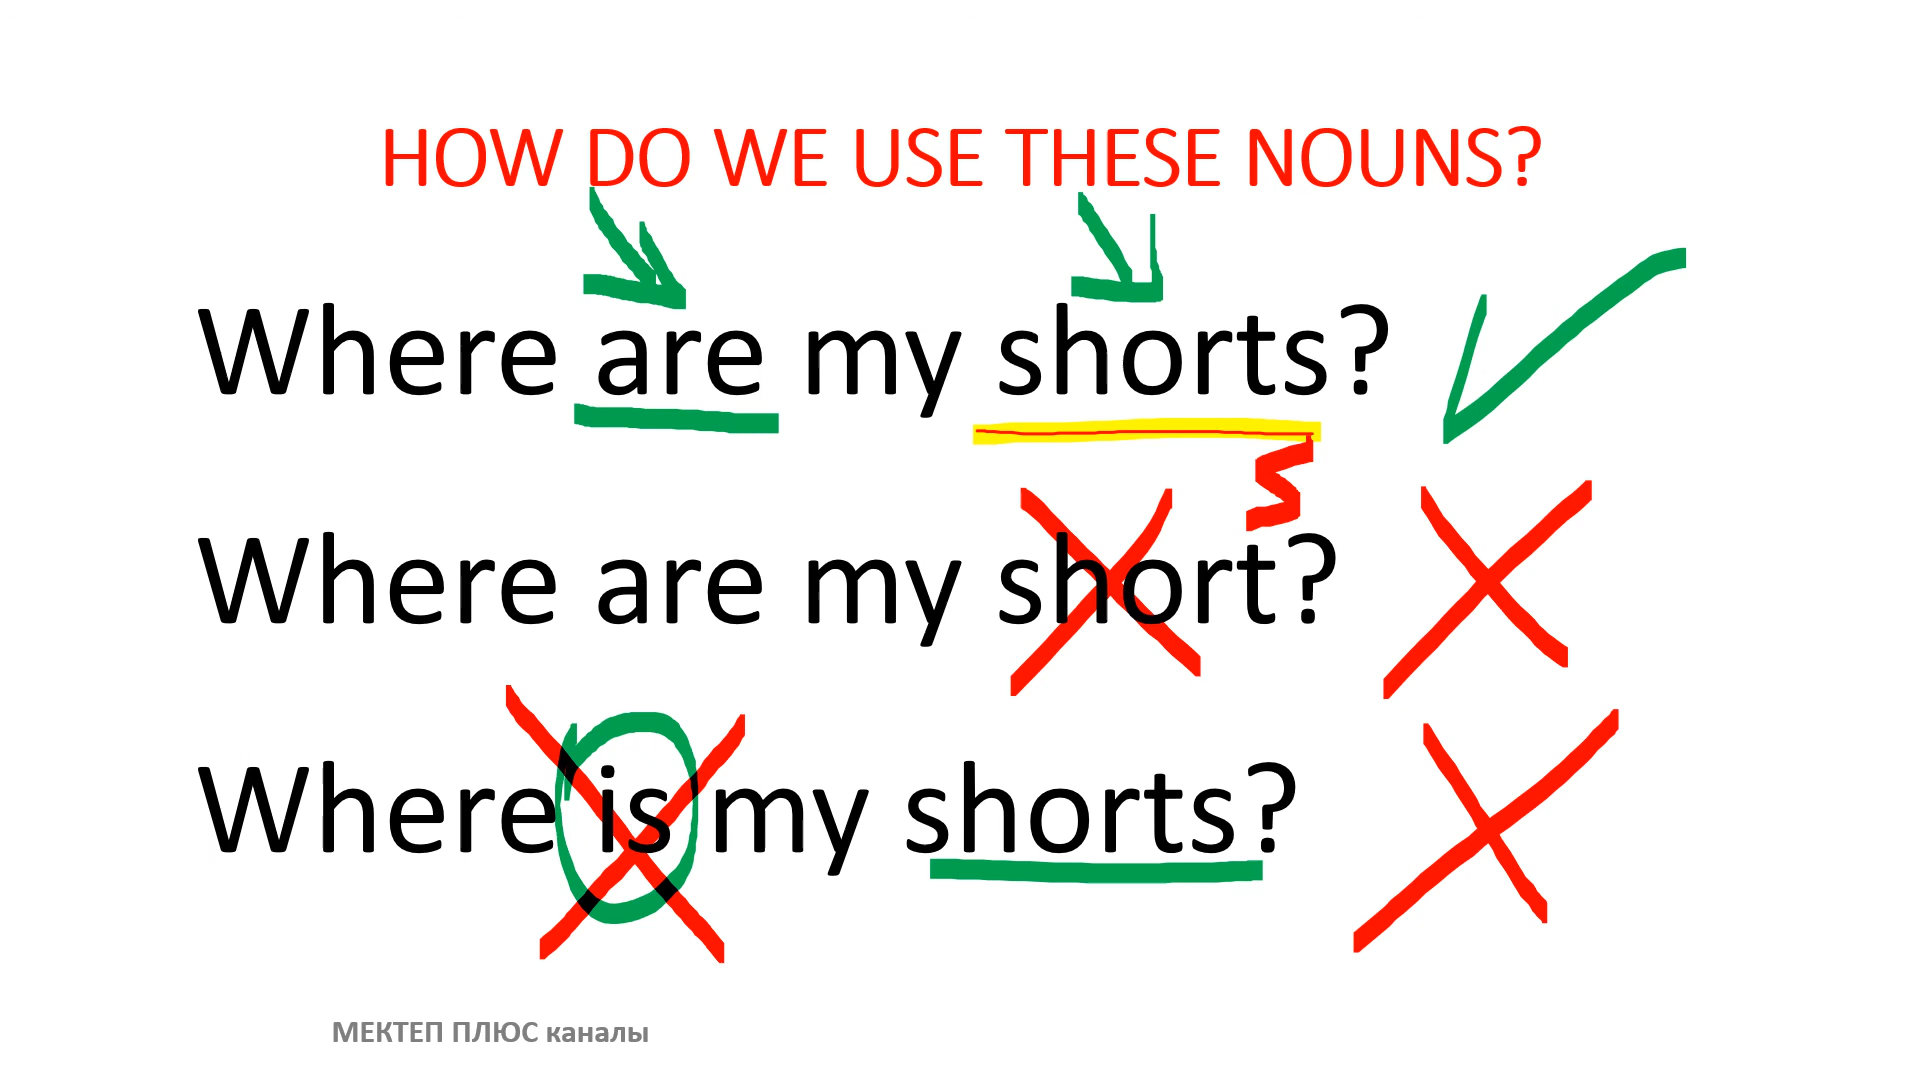 HOW DO WE USE THESE NOUNS?
Where are my shorts?
s
Where are my short?
Where is my shorts?
МЕКТЕП ПЛЮС каналы